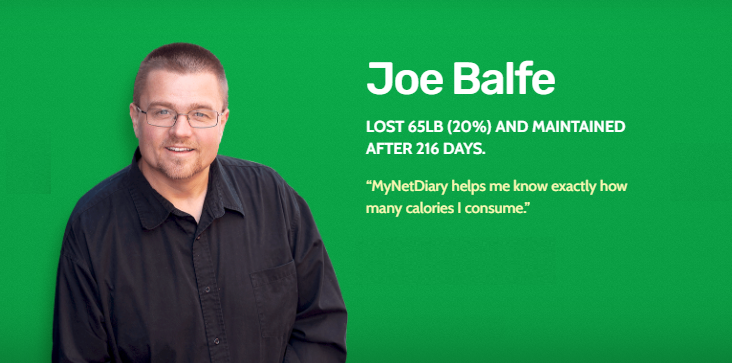 Joe Balfe
LOST 65LB (20%) AND MAINTAINED
AFTER 216 DAYS.
“MyNetDiary helps me know exactly how
many calories I consume.”